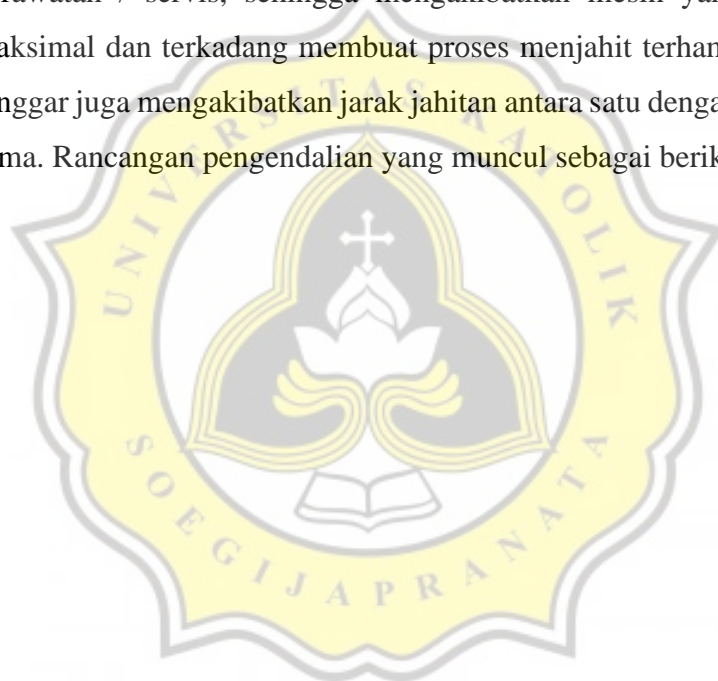 rawatan / servis, sehingga mengakibatkan mesin yan
aksimal dan terkadang membuat proses menjahit terham
nggar juga mengakibatkan jarak jahitan antara satu denga
ma. Rancangan pengendalian yang muncul sebagai berik
UNIVERSITAS KATOLIK
SOEGIJAPRANATA